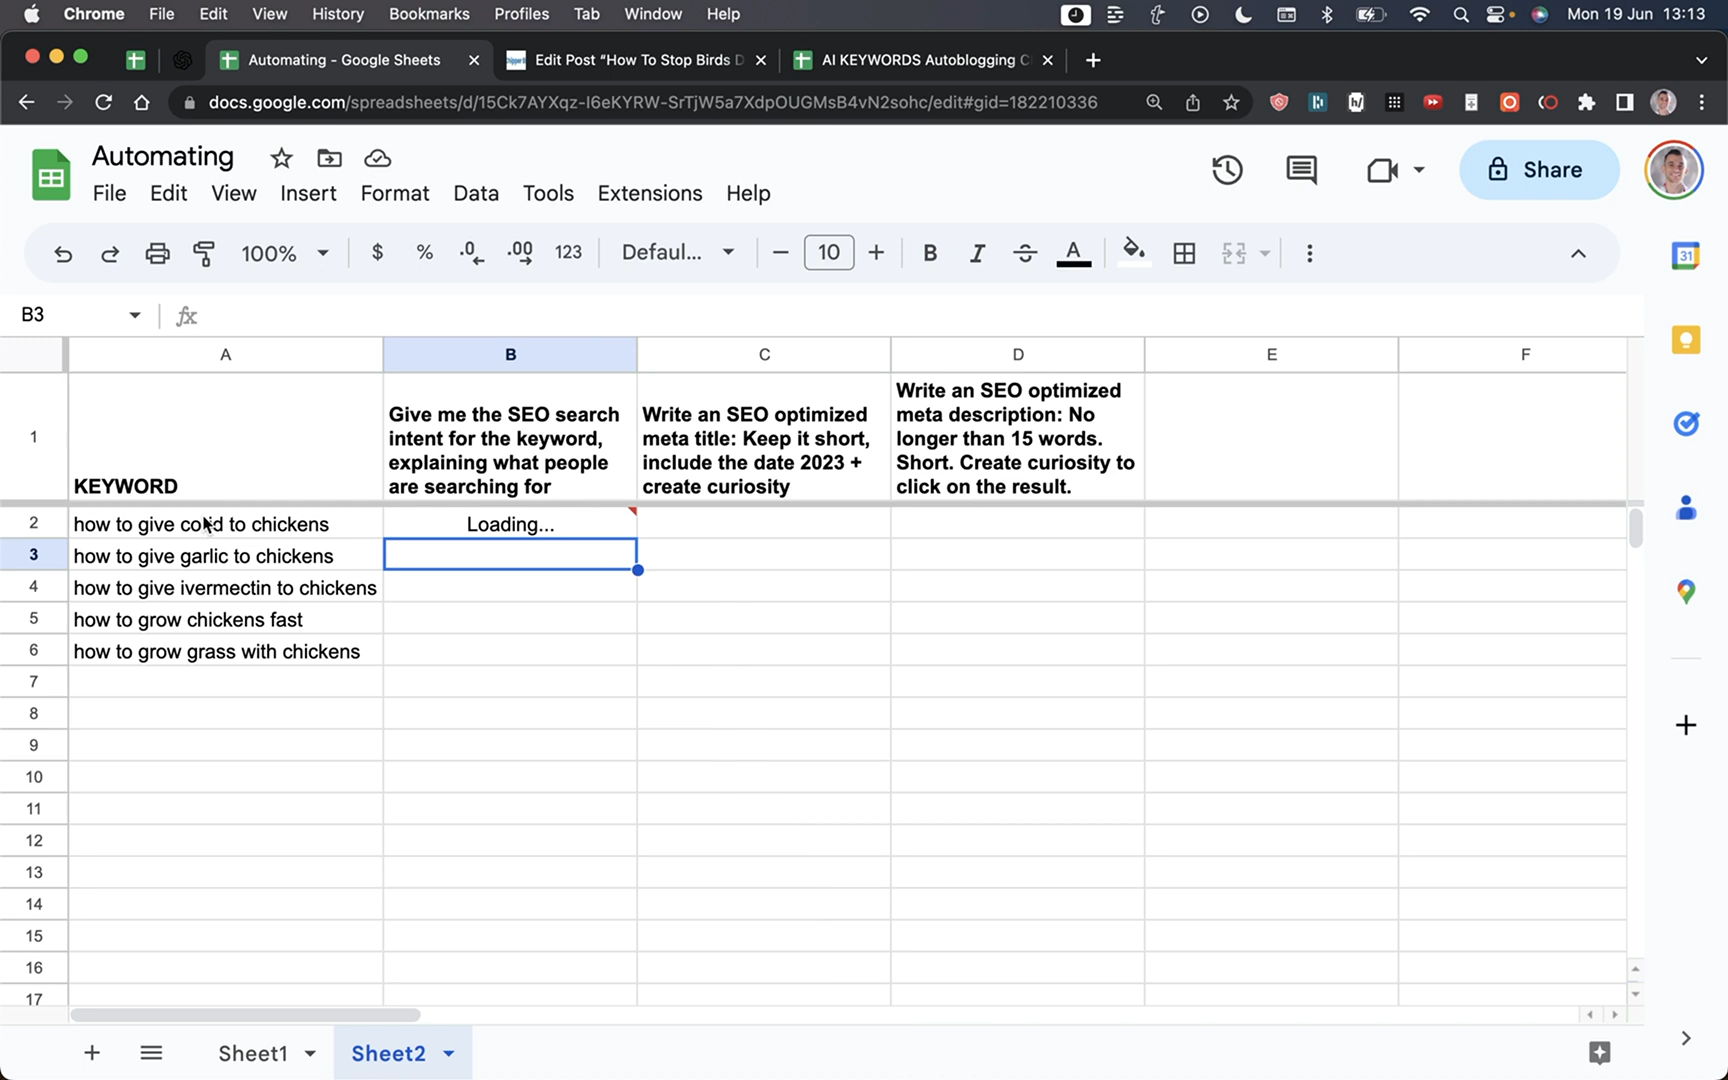 Chrome File Edit View History Bookmarks Profiles Tab Window Help Mon 19 Jun 13:13
Automating - Google Sheets Edit Post “How To Stop Birds D AI KEYWORDS Autoblogging C
docs.google.com/spreadsheets/d/15Ck7AYXqz-I6eKYRW-SrTjW5a7XdpOUGMsB4vN2sohc/edit#gid=182210336
Automating
File Edit View Insert Format Data Tools Extensions Help
Share
100% $ % .0 .00 123 Defaul... 10 B I S A
31
B3 fx
A B C D E F
1
KEYWORD
Give me the SEO search
intent for the keyword,
explaining what people
are searching for
Write an SEO optimized
meta title: Keep it short,
include the date 2023 +
create curiosity
Write an SEO optimized
meta description: No
longer than 15 words.
Short. Create curiosity to
click on the result.
2 how to give to chickens Loading...
3 how to give garlic to chickens
4 how to give ivermectin to chickens
5 how to grow chickens fast
6 how to grow grass with chickens
7
8
9
10
11
12
13
14
15
16
17
Sheet1 Sheet2